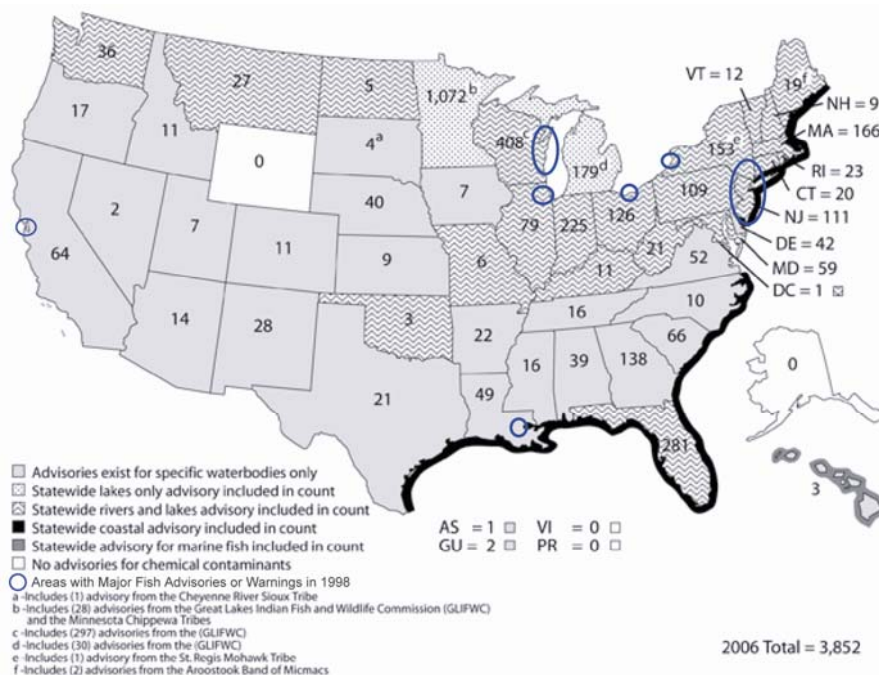 36
27
5
1,072b
VT = 12
19f
NH = 9
17
11
4a
408c
153e
MA = 166
0
179d
RI = 23
CT = 20
NJ = 111
109
7
40
79
225
126
DE = 42
MD = 59
DC = 1
2
7
11
64
9
6
21
52
11
10
14
28
3
16
22
66
0
16
39
138
21
49
281
3
Advisories exist for specific waterbodies only
Statewide lakes only advisory included in count
Statewide rivers and lakes advisory included in count
Statewide coastal advisory included in count
Statewide advisory for marine fish included in count
No advisories for chemical contaminants
Areas with Major Fish Advisories or Warnings in 1998
AS = 1 VI = 0
GU = 2 PR = 0
a -Includes (1) advisory from the Cheyenne River Sioux Tribe
b -Includes (28) advisories from the Great Lakes Indian Fish and Wildlife Commission (GLIFWC)
and the Minnesota Chippewa Tribes
c -Includes (297) advisories from the (GLIFWC)
d -Includes (30) advisories from the (GLIFWC)
e -Includes (1) advisory from the St. Regis Mohawk Tribe
f -Includes (2) advisories from the Aroostook Band of Micmacs
2006 Total = 3,852